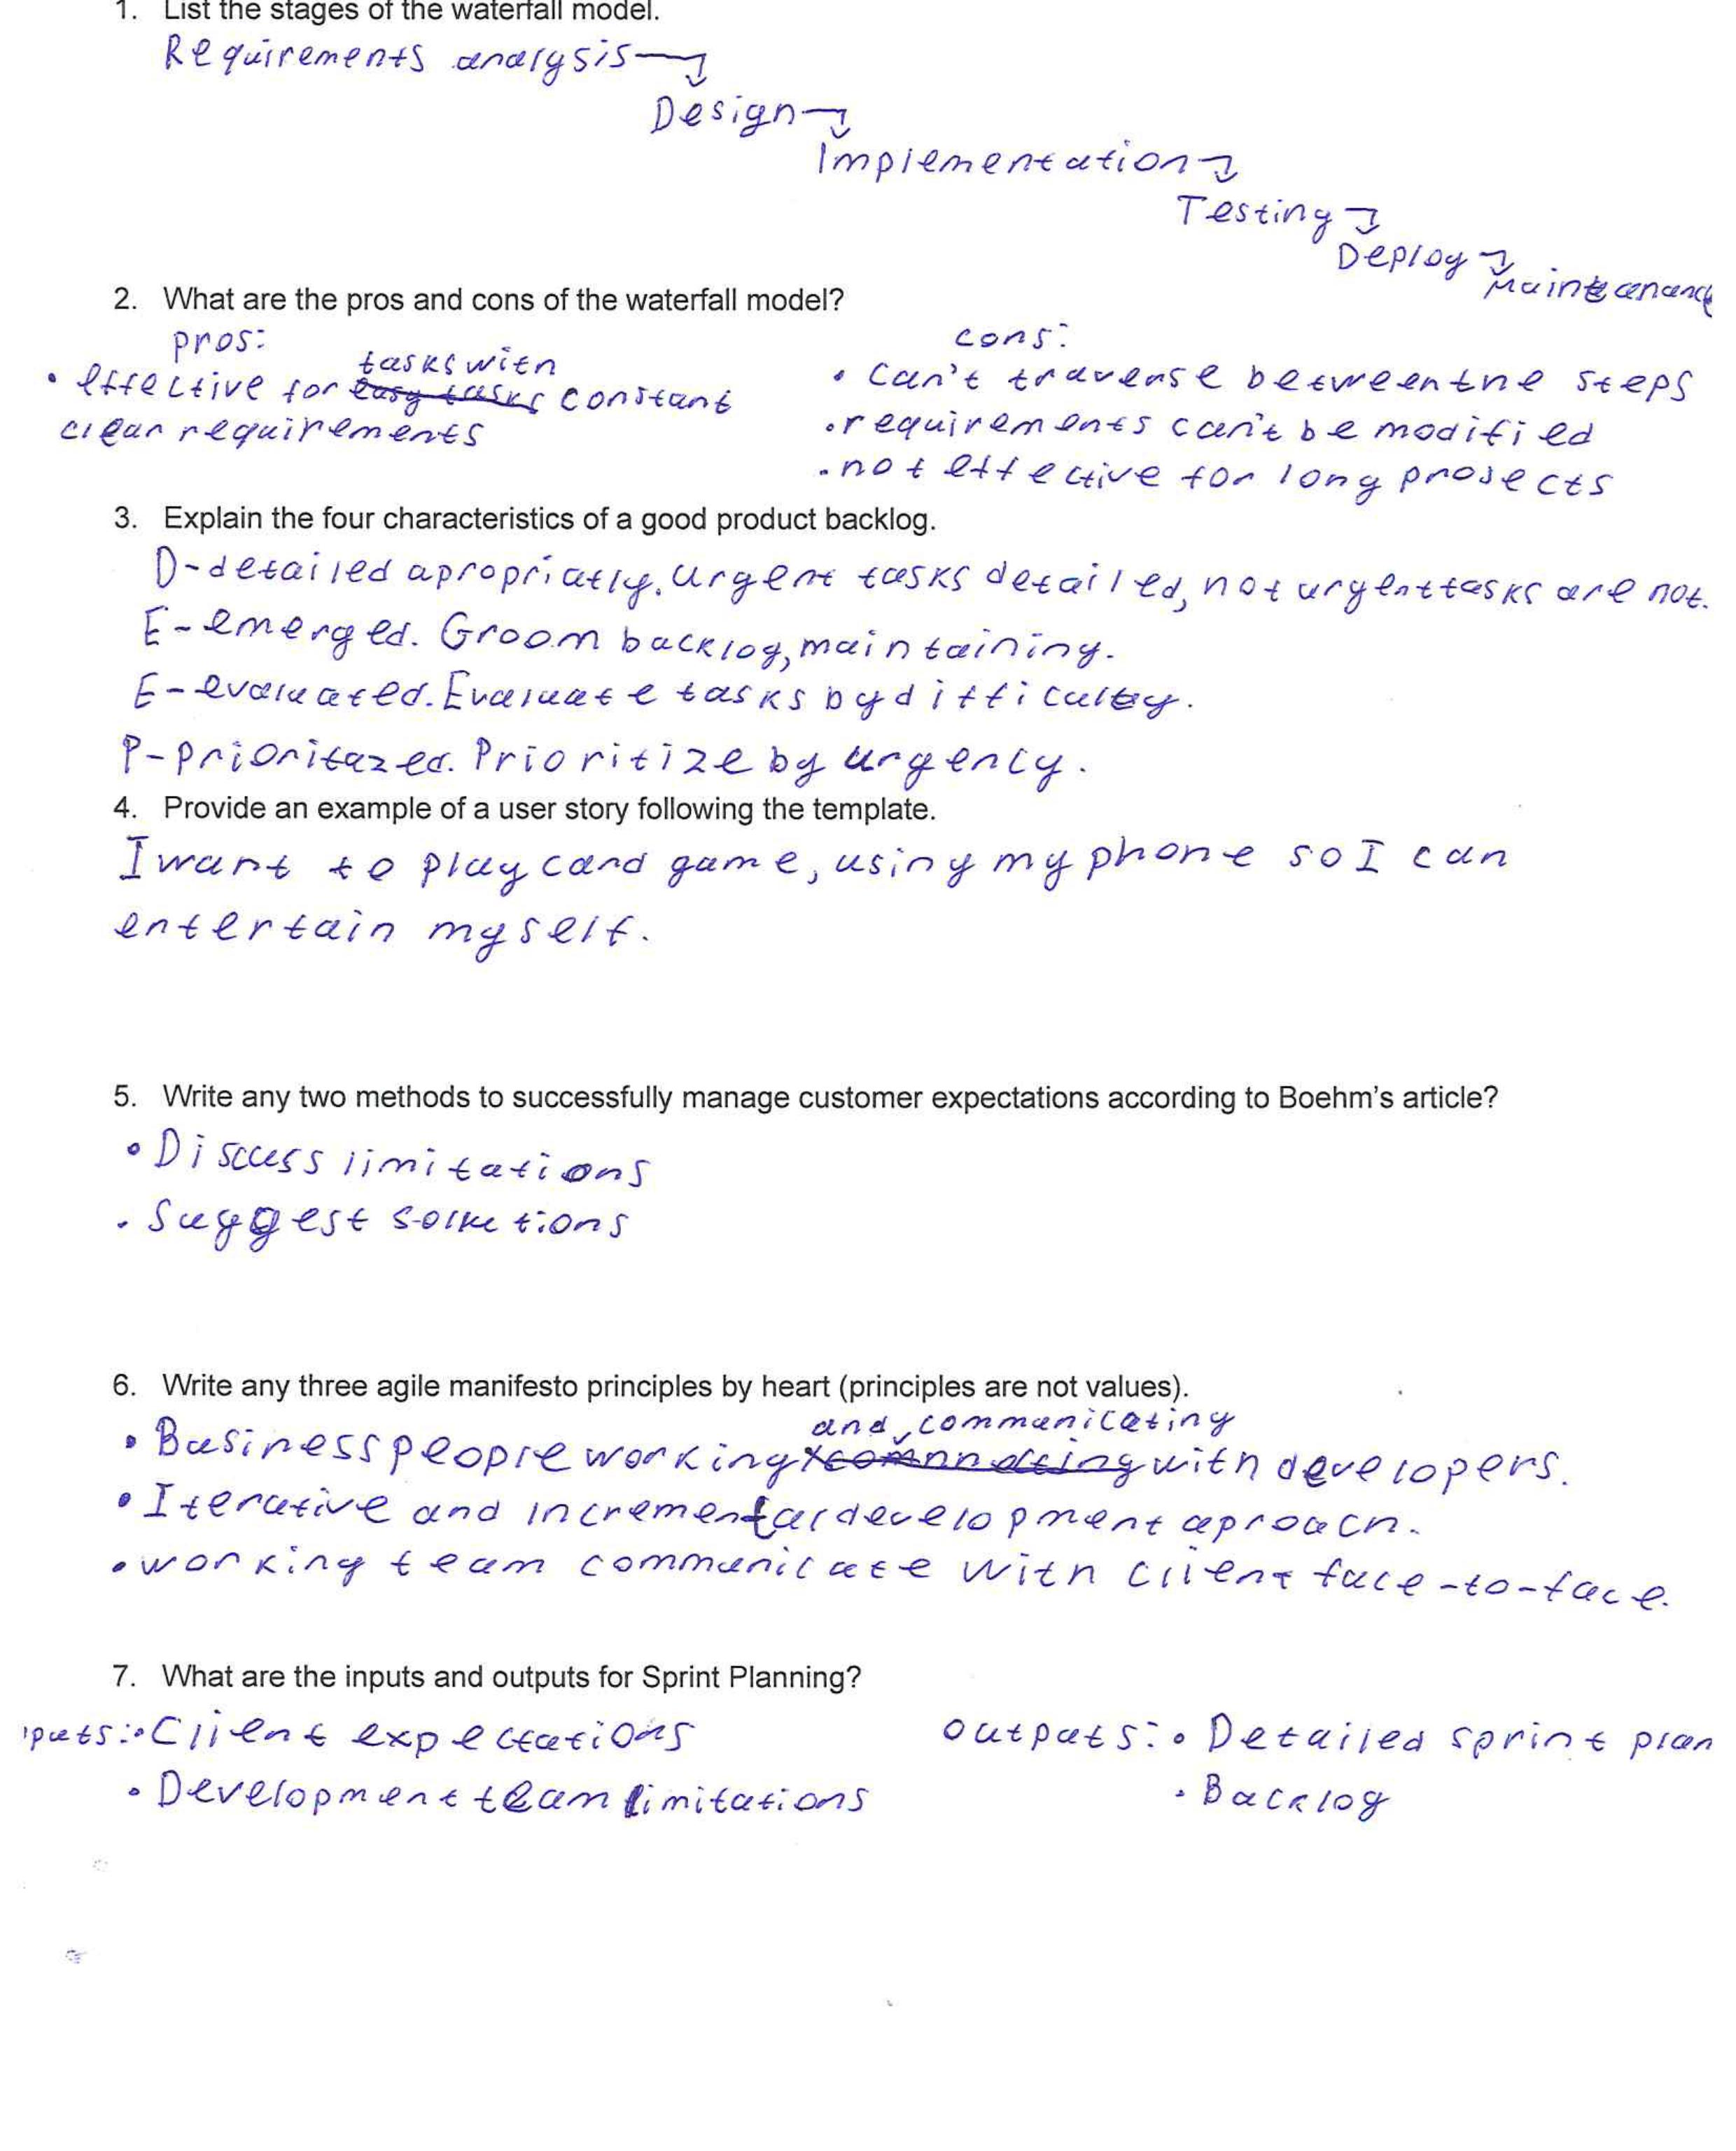 1. List the stages of the waterfall model.
Requirements analysis
Design
Implementation
Testing
Deploy
Mainteanance
2. What are the pros and cons of the waterfall model?
pros:
• effective for easy tasks tasks with constant
clear requirements
cons:
• can't traverse between the steps
• requirements can't be modified
• not effective for long projects
3. Explain the four characteristics of a good product backlog.
D-detailed apropriatly. Urgent tasks detailed, not urgent tasks are not.
E-emerged. Groom backlog, maintaining.
E-evaluated. Evaluate tasks by difficulty.
P-prioritazed. Prioritize by urgency.
4. Provide an example of a user story following the template.
I want to play card game, using my phone so I can
entertain myself.
5. Write any two methods to successfully manage customer expectations according to Boehm's article?
• Discuss limitations
• Suggest solutions
6. Write any three agile manifesto principles by heart (principles are not values).
• Business people working and communicating with developers.
• Iterative and incremental development aproach.
• working team communicate with client face-to-face.
7. What are the inputs and outputs for Sprint Planning?
iputs: • Client expectations
• Development team limitations
outputs: • Detailed sprint plan
• Backlog